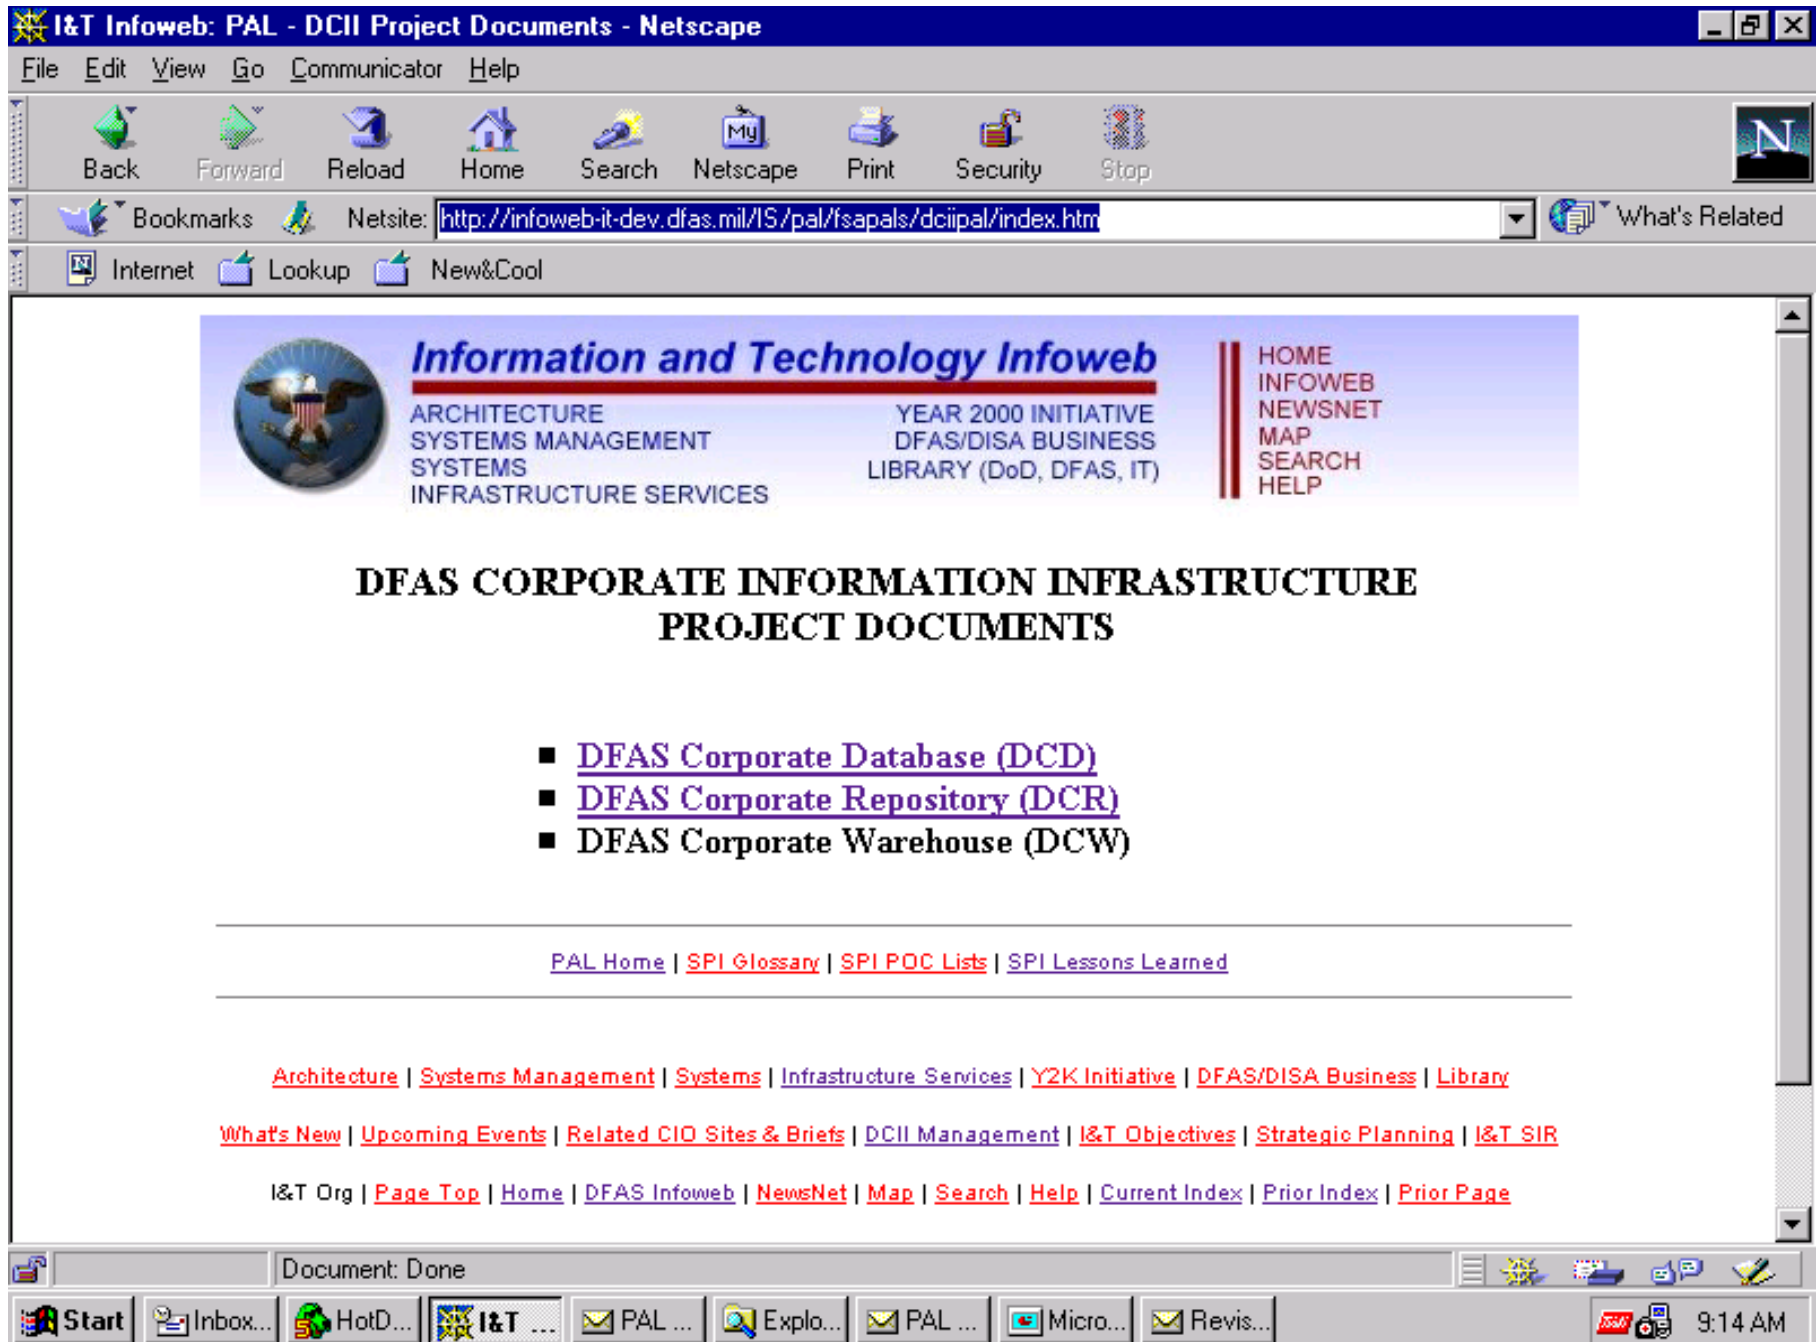 I&T Infoweb: PAL - DCII Project Documents - Netscape
File Edit View Go Communicator Help
Back Forward Reload Home Search Netscape Print Security Stop
My
N
Bookmarks Netsite: http://infoweb-it-dev.dfas.mil/IS/pal/fsapals/dciipal/index.htm What's Related
Internet Lookup New&Cool
Information and Technology Infoweb
ARCHITECTURE
SYSTEMS MANAGEMENT
SYSTEMS
INFRASTRUCTURE SERVICES
YEAR 2000 INITIATIVE
DFAS/DISA BUSINESS
LIBRARY (DoD, DFAS, IT)
HOME
INFOWEB
NEWSNET
MAP
SEARCH
HELP
DFAS CORPORATE INFORMATION INFRASTRUCTURE
PROJECT DOCUMENTS
DFAS Corporate Database (DCD)
DFAS Corporate Repository (DCR)
DFAS Corporate Warehouse (DCW)
PAL Home | SPI Glossary | SPI POC Lists | SPI Lessons Learned
Architecture | Systems Management | Systems | Infrastructure Services | Y2K Initiative | DFAS/DISA Business | Library
What's New | Upcoming Events | Related CIO Sites & Briefs | DCII Management | I&T Objectives | Strategic Planning | I&T SIR
I&T Org | Page Top | Home | DFAS Infoweb | NewsNet | Map | Search | Help | Current Index | Prior Index | Prior Page
Document: Done
Start Inbox... HotD... I&T ... PAL ... Explo... PAL ... Micro... Revis... 9:14 AM